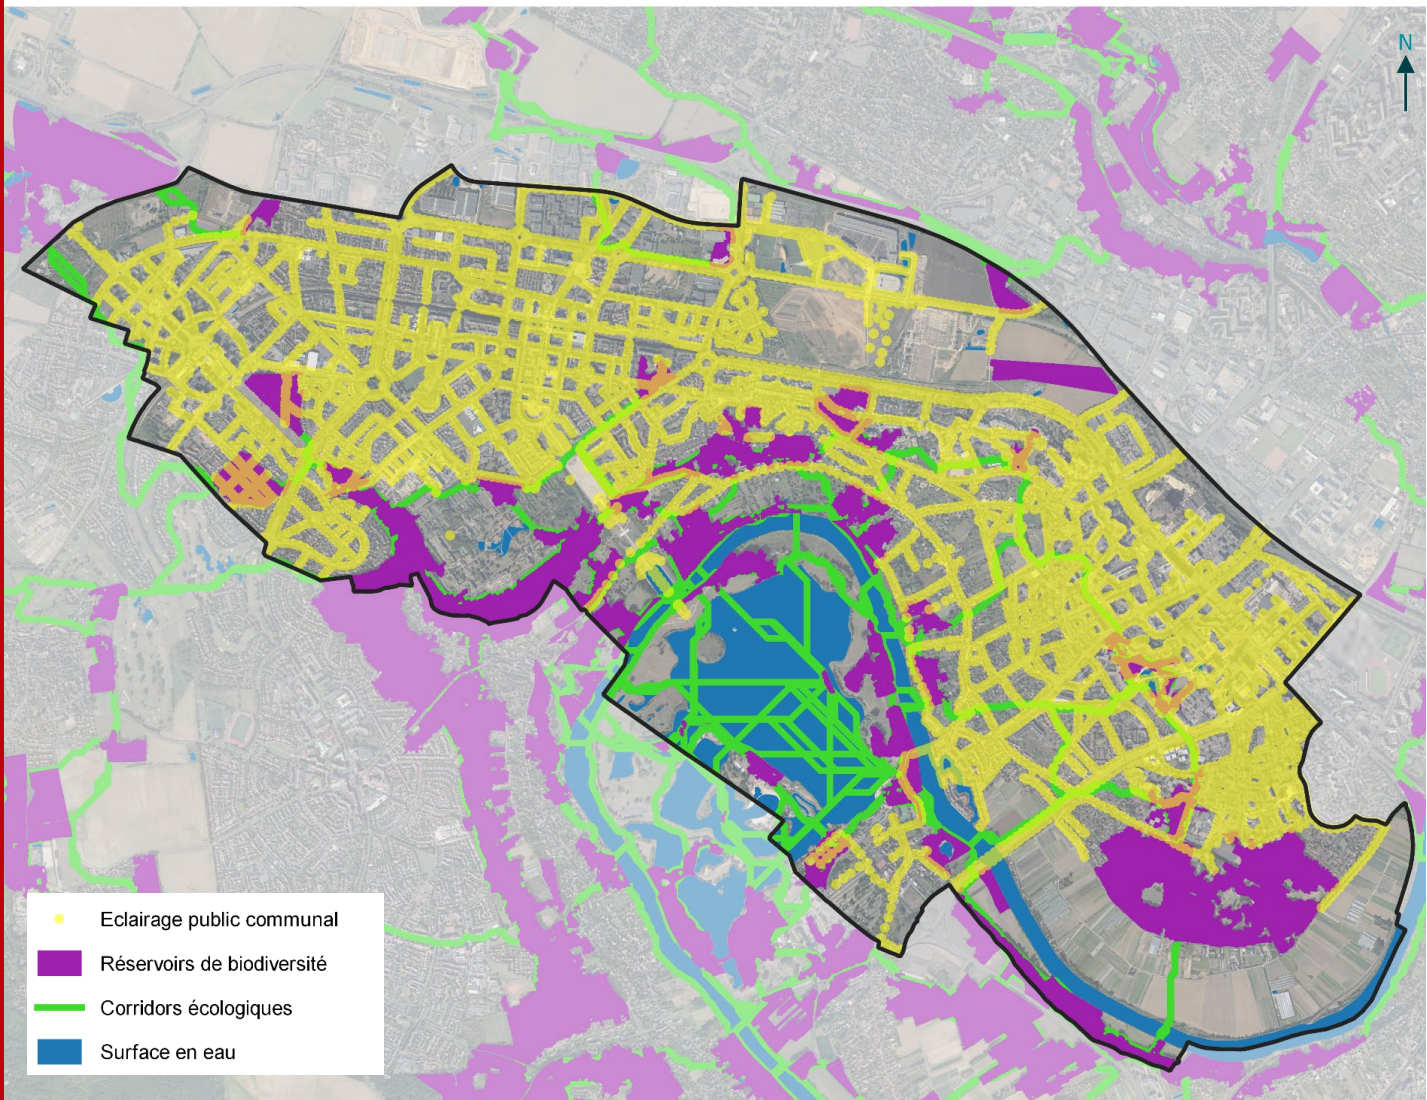 N
Eclairage public communal
Réservoirs de biodiversité
Corridors écologiques
Surface en eau